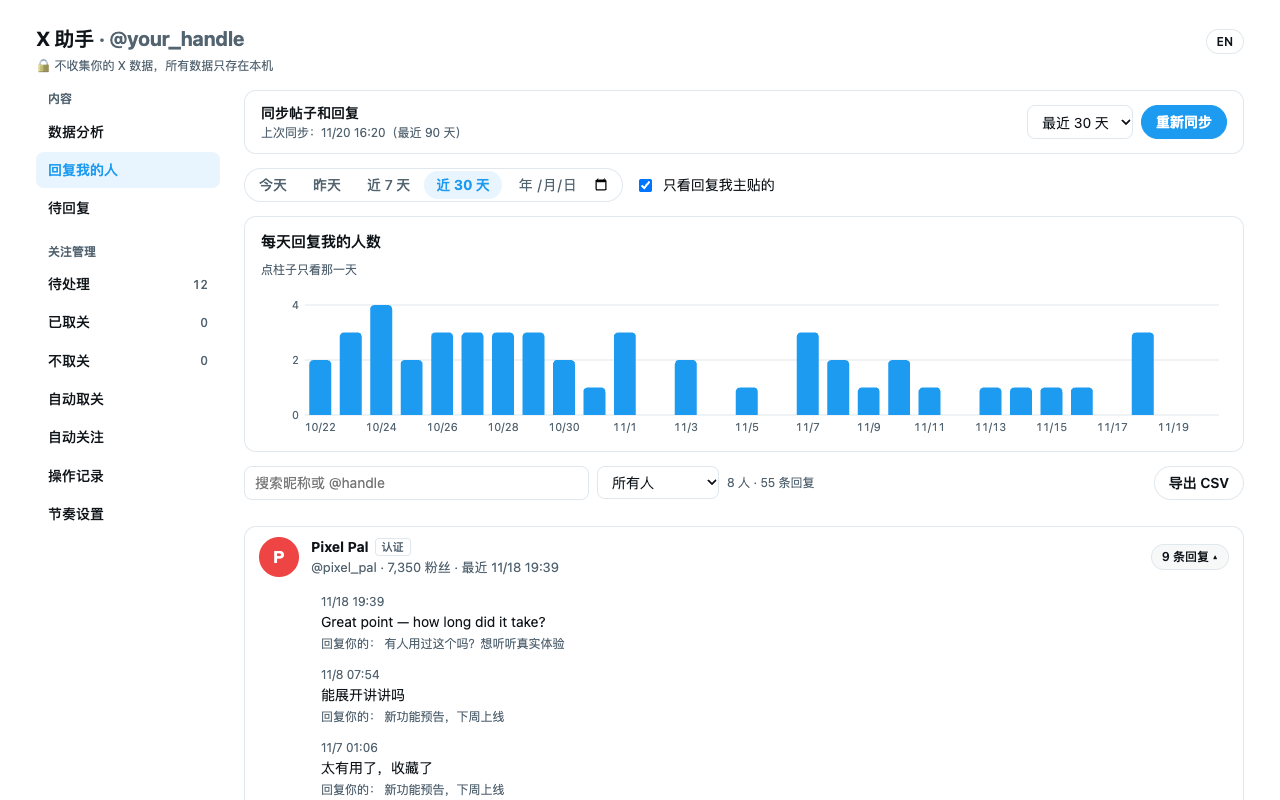 X 助手 · @your_handle
EN
🔒 不收集你的 X 数据，所有数据只存在本机
内容
数据分析
回复我的人
待回复
关注管理
待处理 12
已取关 0
不取关 0
自动取关
自动关注
操作记录
节奏设置
同步帖子和回复
上次同步：11/20 16:20（最近 90 天）
最近 30 天
重新同步
今天 昨天 近 7 天 近 30 天 年 /月/日 只看回复我主贴的
每天回复我的人数
点柱子只看那一天
4
2
0
10/22 10/24 10/26 10/28 10/30 11/1 11/3 11/5 11/7 11/9 11/11 11/13 11/15 11/17 11/19
搜索昵称或 @handle 所有人 8 人 · 55 条回复 导出 CSV
P
Pixel Pal 认证
@pixel_pal · 7,350 粉丝 · 最近 11/18 19:39
9 条回复 ▴
11/18 19:39
Great point — how long did it take?
回复你的： 有人用过这个吗？想听听真实体验
11/8 07:54
能展开讲讲吗
回复你的： 新功能预告，下周上线
11/7 01:06
太有用了，收藏了
回复你的： 新功能预告，下周上线